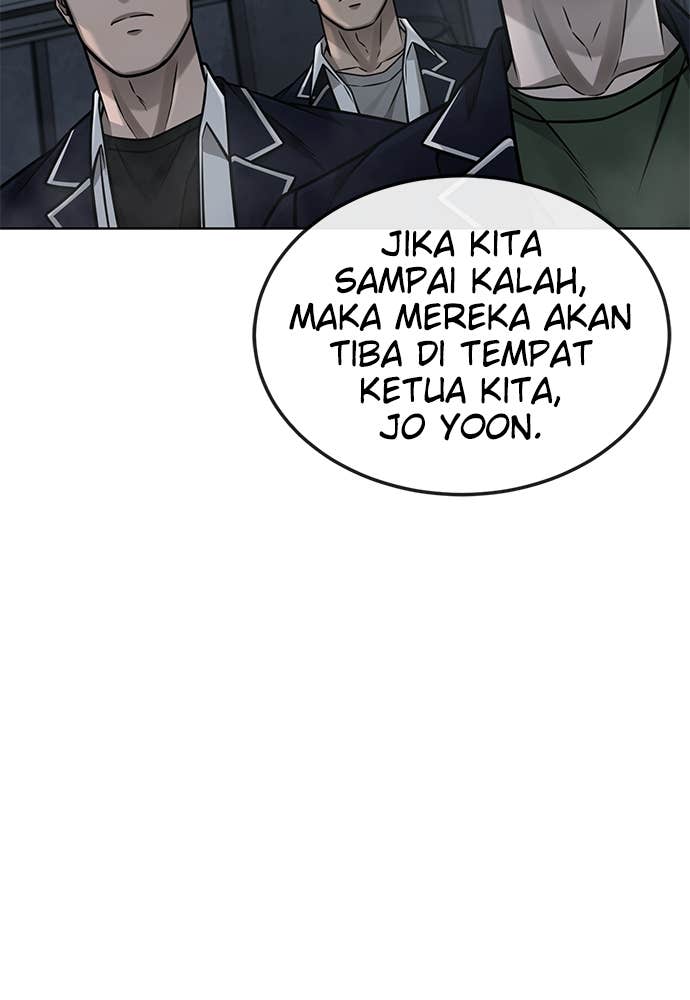 JIKA KITA
SAMPAI KALAH,
MAKA MEREKA AKAN
TIBA DI TEMPAT
KETUA KITA,
JO YOON.